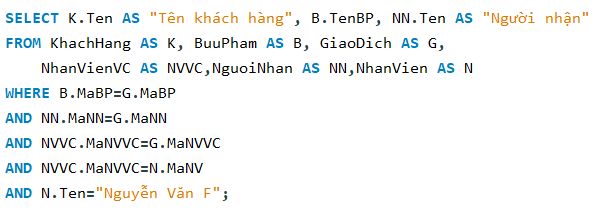 SELECT K.Ten AS "Tên khách hàng", B.TenBP, NN.Ten AS "Người nhận"
FROM KhachHang AS K, BuuPham AS B, GiaoDich AS G,
NhanVienVC AS NVVC,NguoiNhan AS NN,NhanVien AS N
WHERE B.MaBP=G.MaBP
AND NN.MaNN=G.MaNN
AND NVVC.MaNVVC=G.MaNVVC
AND NVVC.MaNVVC=N.MaNV
AND N.Ten="Nguyễn Văn F";